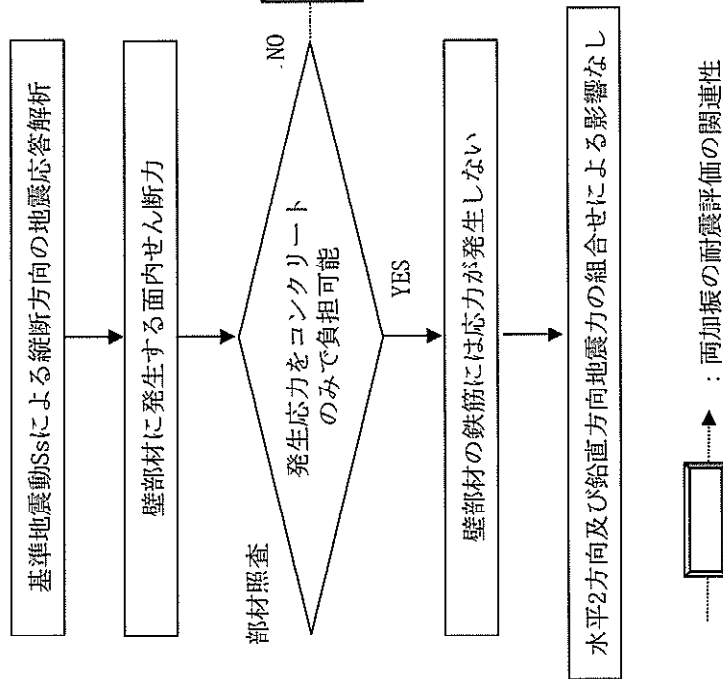 基準地震動Ssによる縦断方向の地震応答解析
壁部材に発生する面内せん断力
部材照査
発生応力をコンクリート
のみで負担可能
.NO
YES
壁部材の鉄筋には応力が発生しない
水平2方向及び鉛直方向地震力の組合せによる影響なし
：両加振の耐震評価の関連性